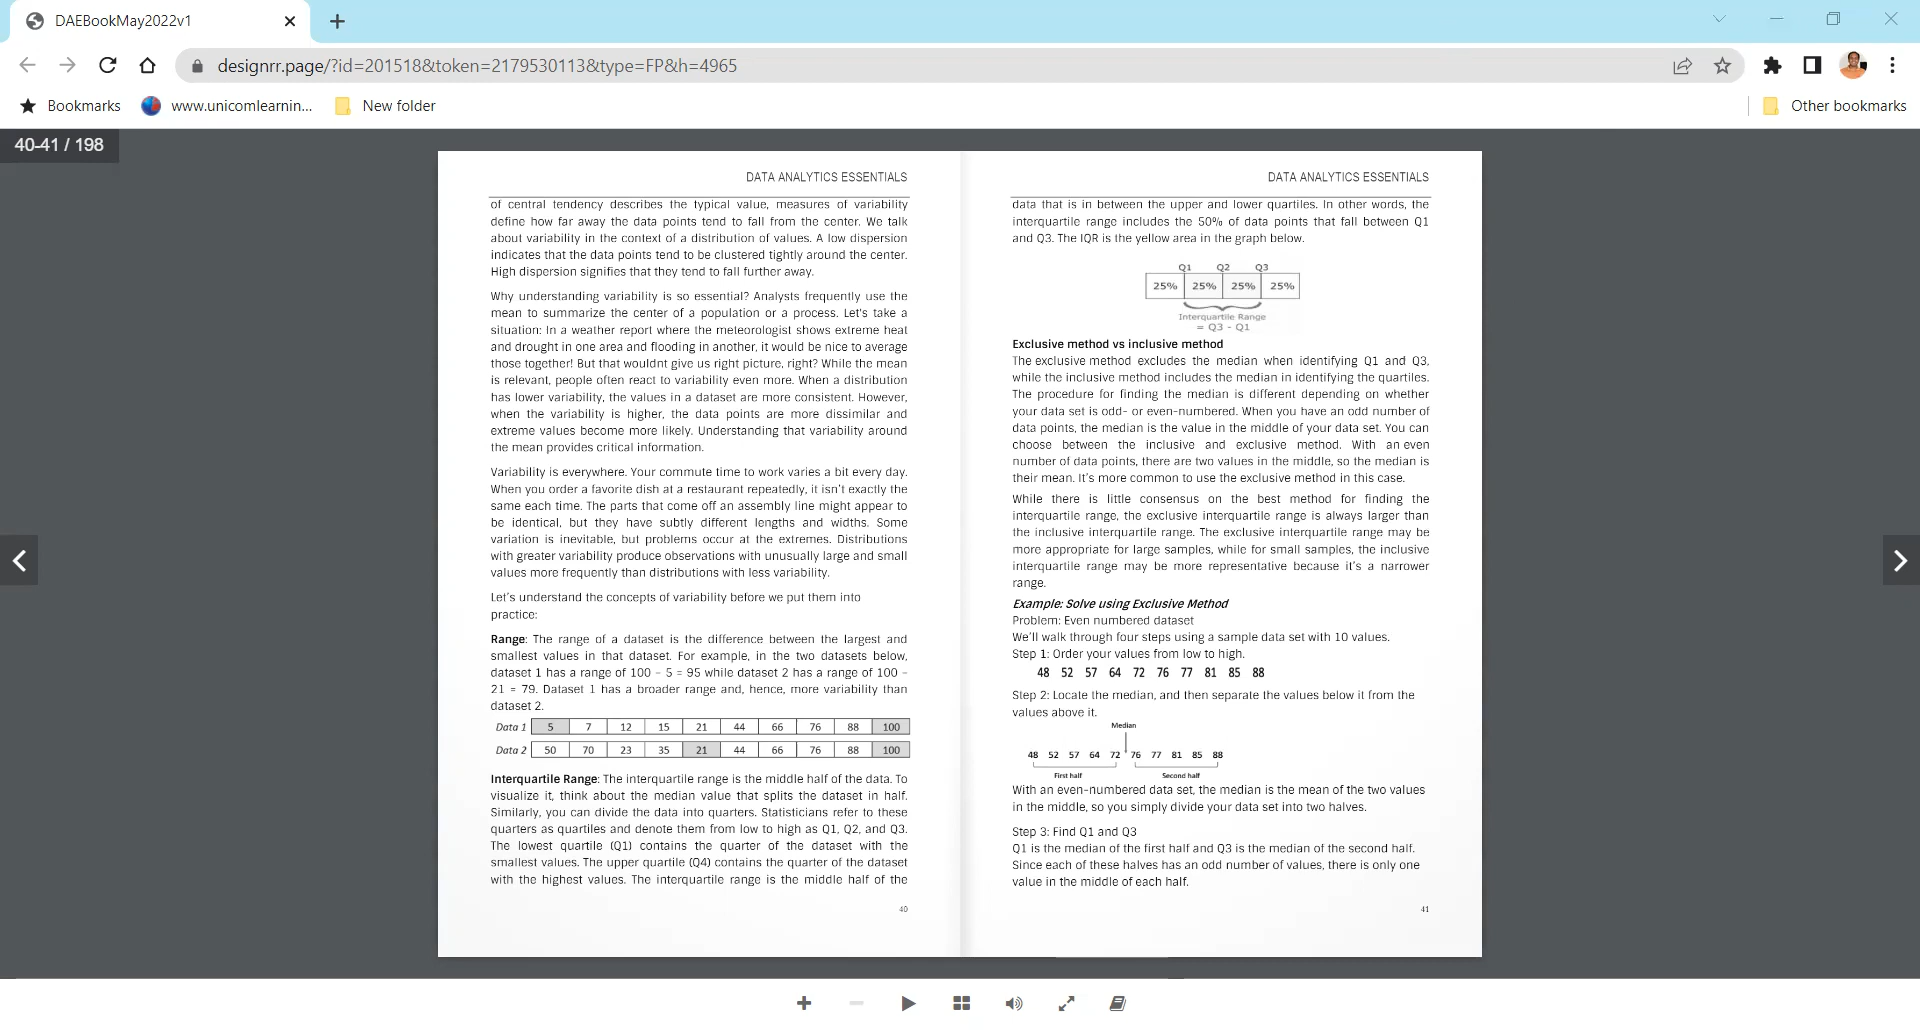 DAEBookMay2022v1
designrr.page/?id=201518&token=2179530113&type=FP&h=4965
Bookmarks
www.unicomlearnin...
New folder
Other bookmarks
40-41 / 198
DATA ANALYTICS ESSENTIALS
of central tendency describes the typical value, measures of variability
define how far away the data points tend to fall from the center. We talk
about variability in the context of a distribution of values. A low dispersion
indicates that the data points tend to be clustered tightly around the center.
High dispersion signifies that they tend to fall further away.
Why understanding variability is so essential? Analysts frequently use the
mean to summarize the center of a population or a process. Let's take a
situation: In a weather report where the meteorologist shows extreme heat
and drought in one area and flooding in another, it would be nice to average
those together! But that wouldnt give us right picture, right? While the mean
is relevant, people often react to variability even more. When a distribution
has lower variability, the values in a dataset are more consistent. However,
when the variability is higher, the data points are more dissimilar and
extreme values become more likely. Understanding that variability around
the mean provides critical information.
Variability is everywhere. Your commute time to work varies a bit every day.
When you order a favorite dish at a restaurant repeatedly, it isn't exactly the
same each time. The parts that come off an assembly line might appear to
be identical, but they have subtly different lengths and widths. Some
variation is inevitable, but problems occur at the extremes. Distributions
with greater variability produce observations with unusually large and small
values more frequently than distributions with less variability.
Let's understand the concepts of variability before we put them into
practice:
Range: The range of a dataset is the difference between the largest and
smallest values in that dataset. For example, in the two datasets below,
dataset 1 has a range of 100 – 5 = 95 while dataset 2 has a range of 100 –
21 = 79. Dataset 1 has a broader range and, hence, more variability than
dataset 2.
Data 1 5 7 12 15 21 44 66 76 88 100
Data 2 50 70 23 35 21 44 66 76 88 100
Interquartile Range: The interquartile range is the middle half of the data. To
visualize it, think about the median value that splits the dataset in half.
Similarly, you can divide the data into quarters. Statisticians refer to these
quarters as quartiles and denote them from low to high as Q1, Q2, and Q3.
The lowest quartile (Q1) contains the quarter of the dataset with the
smallest values. The upper quartile (Q4) contains the quarter of the dataset
with the highest values. The interquartile range is the middle half of the
40
DATA ANALYTICS ESSENTIALS
data that is in between the upper and lower quartiles. In other words, the
interquartile range includes the 50% of data points that fall between Q1
and Q3. The IQR is the yellow area in the graph below.
Q1 Q2 Q3
25% 25% 25% 25%
Interquartile Range
= Q3 - Q1
Exclusive method vs inclusive method
The exclusive method excludes the median when identifying Q1 and Q3,
while the inclusive method includes the median in identifying the quartiles.
The procedure for finding the median is different depending on whether
your data set is odd- or even-numbered. When you have an odd number of
data points, the median is the value in the middle of your data set. You can
choose between the inclusive and exclusive method. With an even
number of data points, there are two values in the middle, so the median is
their mean. It's more common to use the exclusive method in this case.
While there is little consensus on the best method for finding the
interquartile range, the exclusive interquartile range is always larger than
the inclusive interquartile range. The exclusive interquartile range may be
more appropriate for large samples, while for small samples, the inclusive
interquartile range may be more representative because it's a narrower
range.
Example: Solve using Exclusive Method
Problem: Even numbered dataset
We'll walk through four steps using a sample data set with 10 values.
Step 1: Order your values from low to high.
48 52 57 64 72 76 77 81 85 88
Step 2: Locate the median, and then separate the values below it from the
values above it.
Median
48 52 57 64 72 76 77 81 85 88
First half Second half
With an even-numbered data set, the median is the mean of the two values
in the middle, so you simply divide your data set into two halves.
Step 3: Find Q1 and Q3
Q1 is the median of the first half and Q3 is the median of the second half.
Since each of these halves has an odd number of values, there is only one
value in the middle of each half.
41